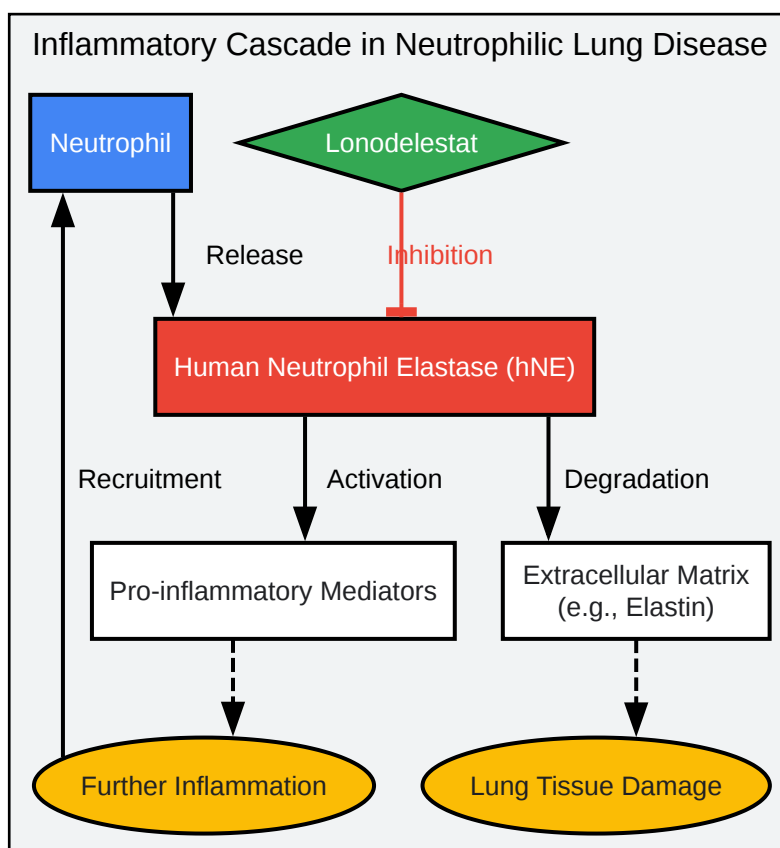 Inflammatory Cascade in Neutrophilic Lung Disease
Neutrophil
Lonodelestat
Release
Inhibition
Human Neutrophil Elastase (hNE)
Recruitment
Activation
Degradation
Pro-inflammatory Mediators
Extracellular Matrix
(e.g., Elastin)
Further Inflammation
Lung Tissue Damage